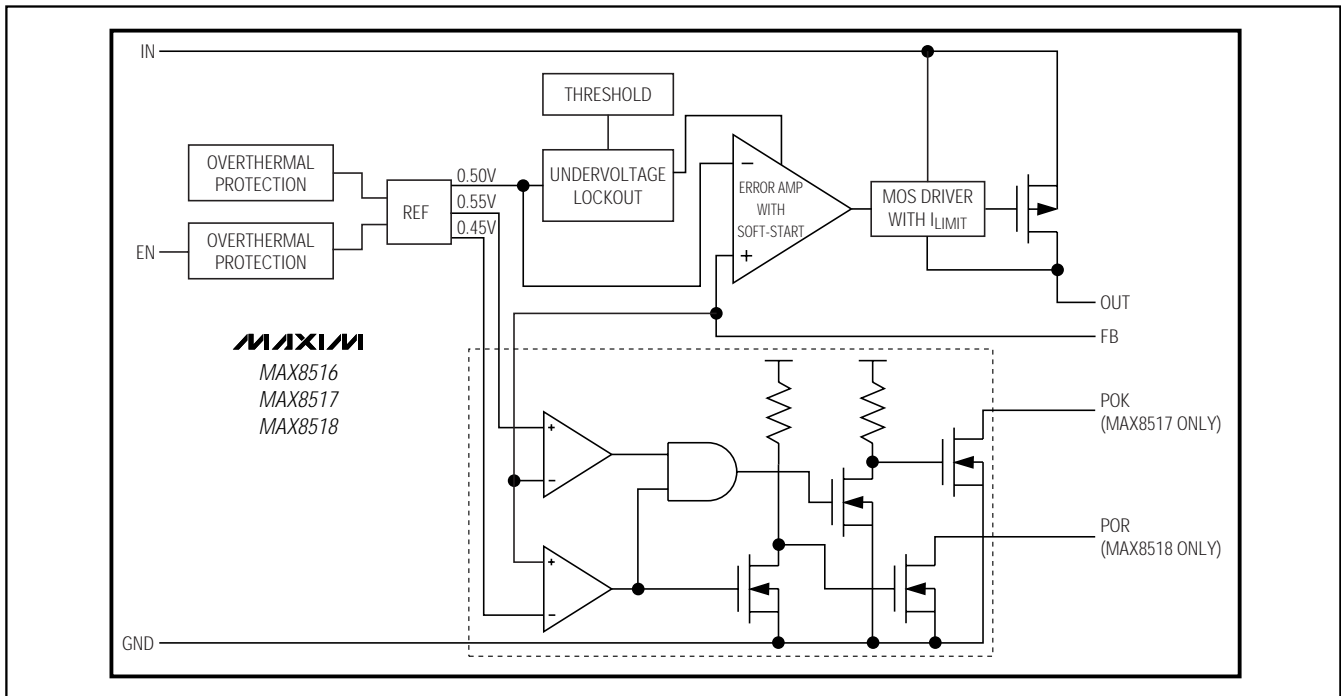 IN
THRESHOLD
OVERTHERMAL
PROTECTION
UNDERVOLTAGE
LOCKOUT
0.50V
0.55V
0.45V
REF
ERROR AMP
WITH
SOFT-START
−
+
MOS DRIVER
WITH ILIMIT
EN
OVERTHERMAL
PROTECTION
OUT
FB
MAXIM
MAX8516
MAX8517
MAX8518
+
−
+
−
POK
(MAX8517 ONLY)
POR
(MAX8518 ONLY)
GND